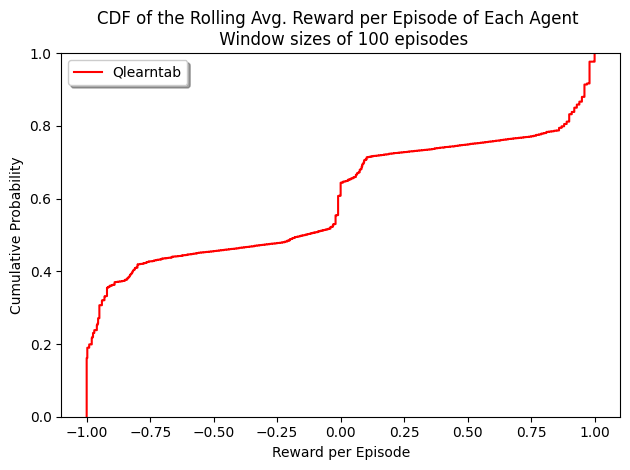 CDF of the Rolling Avg. Reward per Episode of Each Agent
Window sizes of 100 episodes
Qlearntab
Cumulative Probability
1.0
0.8
0.6
0.4
0.2
0.0
−1.00 −0.75 −0.50 −0.25 0.00 0.25 0.50 0.75 1.00
Reward per Episode